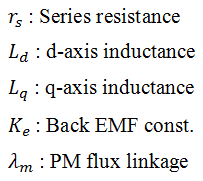 r_s : Series resistance
L_d : d-axis inductance
L_q : q-axis inductance
K_e : Back EMF const.
λ_m : PM flux linkage